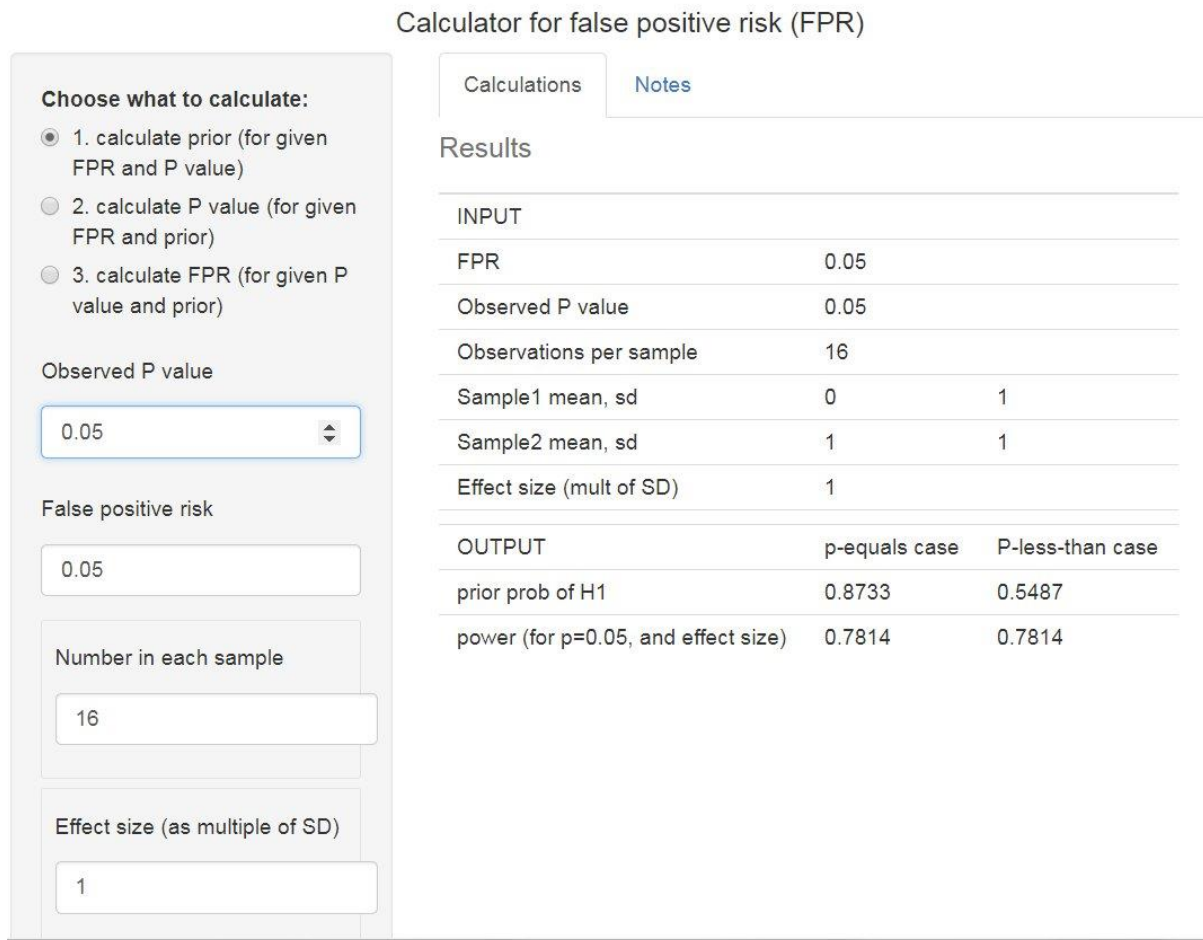 Calculator for false positive risk (FPR)
Choose what to calculate:
1. calculate prior (for given
FPR and P value)
2. calculate P value (for given
FPR and prior)
3. calculate FPR (for given P
value and prior)
Observed P value
0.05
False positive risk
0.05
Number in each sample
16
Effect size (as multiple of SD)
1
Calculations Notes
Results
INPUT
FPR 0.05
Observed P value 0.05
Observations per sample 16
Sample1 mean, sd 0 1
Sample2 mean, sd 1 1
Effect size (mult of SD) 1
OUTPUT p-equals case P-less-than case
prior prob of H1 0.8733 0.5487
power (for p=0.05, and effect size) 0.7814 0.7814